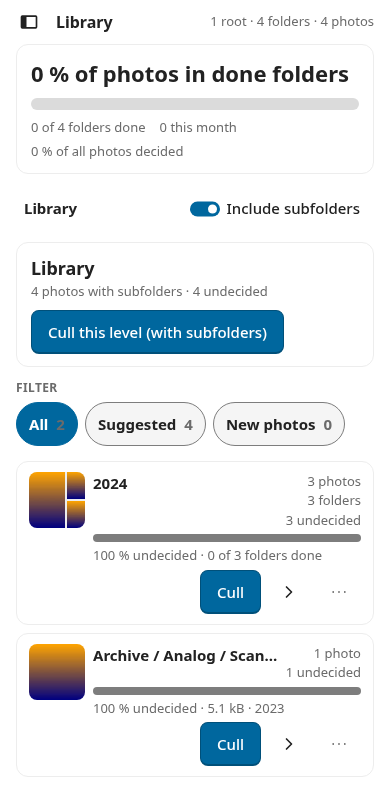 Library
1 root · 4 folders · 4 photos
0 % of photos in done folders
0 of 4 folders done 0 this month
0 % of all photos decided
Library
Include subfolders
Library
4 photos with subfolders · 4 undecided
Cull this level (with subfolders)
FILTER
All 2
Suggested 4
New photos 0
2024
3 photos
3 folders
3 undecided
100 % undecided · 0 of 3 folders done
Cull
Archive / Analog / Scan...
1 photo
1 undecided
100 % undecided · 5.1 kB · 2023
Cull